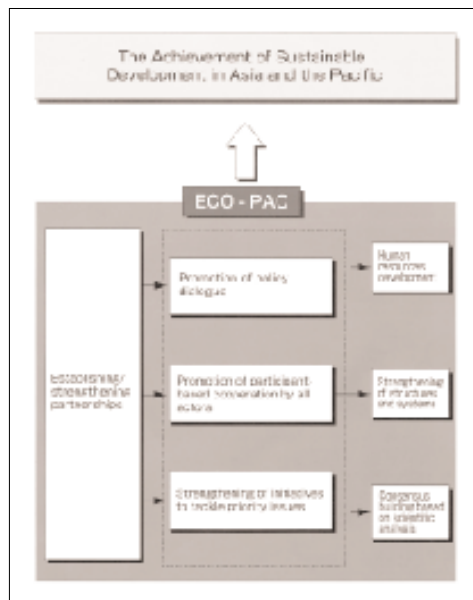 The Achievement of Sustainable
Development in Asia and the Pacific
ECO - PAC
Establishing/
strengthening
partnerships
Promotion of policy
dialogue
Promotion of participant-
based cooperation by all
actors
Strengthening of initiatives
to tackle priority issues
Human
resources
development
Strengthening
of structures
and systems
Consensus
building based
on scientific
analysis